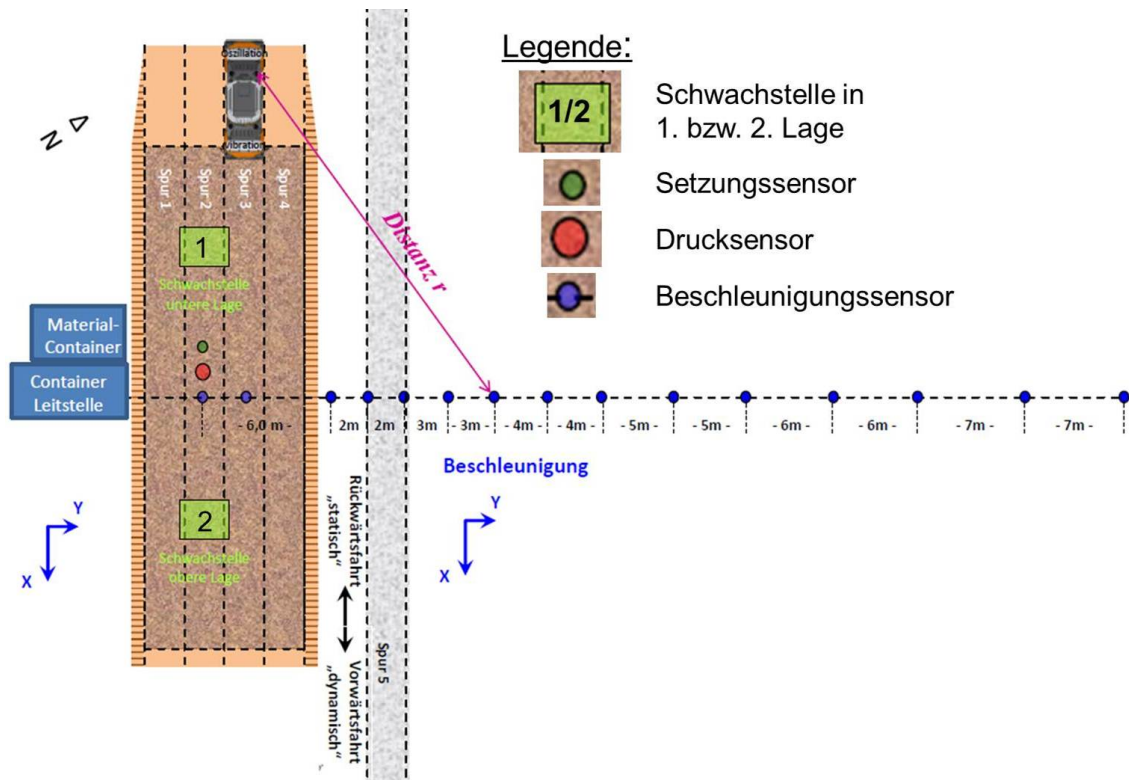 Oszillation
Vibration
N
Spur 1
Spur 2
Spur 3
Spur 4
1
Schwachstelle
untere Lage
Material-
Container
Container
Leitstelle
Distanz r
- 6,0 m -
2m
2m
3m
- 3m -
- 4m -
- 4m -
- 5m -
- 5m -
- 6m -
- 6m -
- 7m -
- 7m -
Beschleunigung
2
Schwachstelle
obere Lage
Y
X
Y
X
Rückwärtsfahrt
„statisch“
Vorwärtsfahrt
„dynamisch“
Spur 5
Legende:
1/2
Schwachstelle in
1. bzw. 2. Lage
Setzungssensor
Drucksensor
Beschleunigungssensor